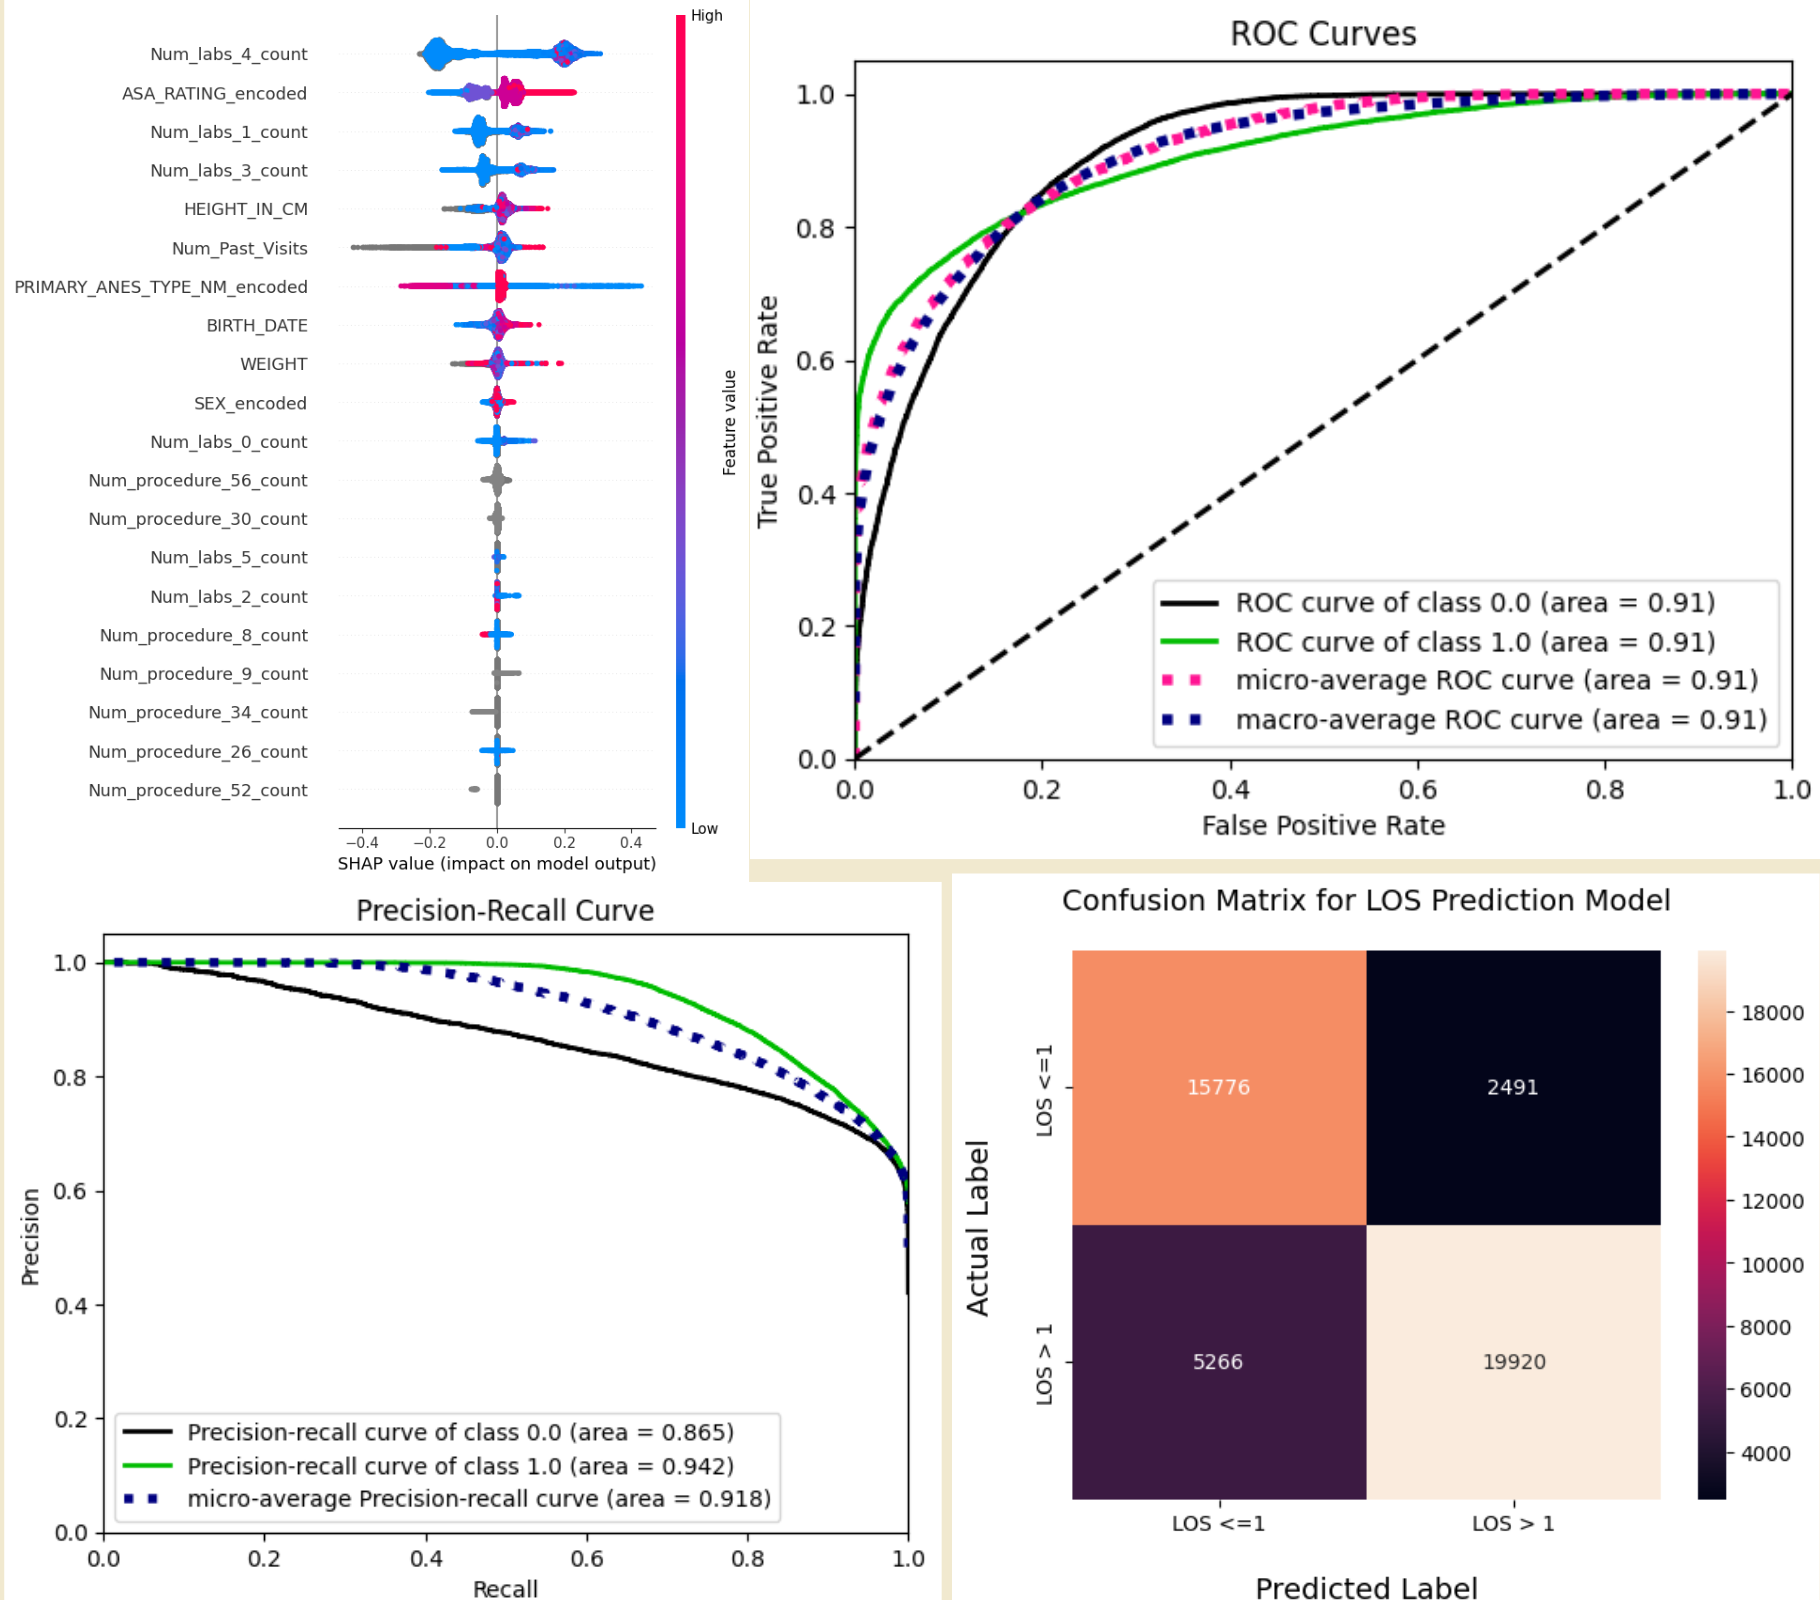 High
Num_labs_4_count
ASA_RATING_encoded
Num_labs_1_count
Num_labs_3_count
HEIGHT_IN_CM
Num_Past_Visits
PRIMARY_ANES_TYPE_NM_encoded
BIRTH_DATE
WEIGHT
SEX_encoded
Num_labs_0_count
Num_procedure_56_count
Num_procedure_30_count
Num_labs_5_count
Num_labs_2_count
Num_procedure_8_count
Num_procedure_9_count
Num_procedure_34_count
Num_procedure_26_count
Num_procedure_52_count
Feature value
Low
−0.4 −0.2 0.0 0.2 0.4
SHAP value (impact on model output)
ROC Curves
True Positive Rate
1.0
0.8
0.6
0.4
0.2
0.0
ROC curve of class 0.0 (area = 0.91)
ROC curve of class 1.0 (area = 0.91)
micro-average ROC curve (area = 0.91)
macro-average ROC curve (area = 0.91)
0.0 0.2 0.4 0.6 0.8 1.0
False Positive Rate
Precision-Recall Curve
Precision
1.0
0.8
0.6
0.4
0.2
0.0
Precision-recall curve of class 0.0 (area = 0.865)
Precision-recall curve of class 1.0 (area = 0.942)
micro-average Precision-recall curve (area = 0.918)
0.0 0.2 0.4 0.6 0.8 1.0
Recall
Confusion Matrix for LOS Prediction Model
Actual Label
LOS <=1
15776 2491
LOS > 1
5266 19920
LOS <=1 LOS > 1
Predicted Label
18000
16000
14000
12000
10000
8000
6000
4000